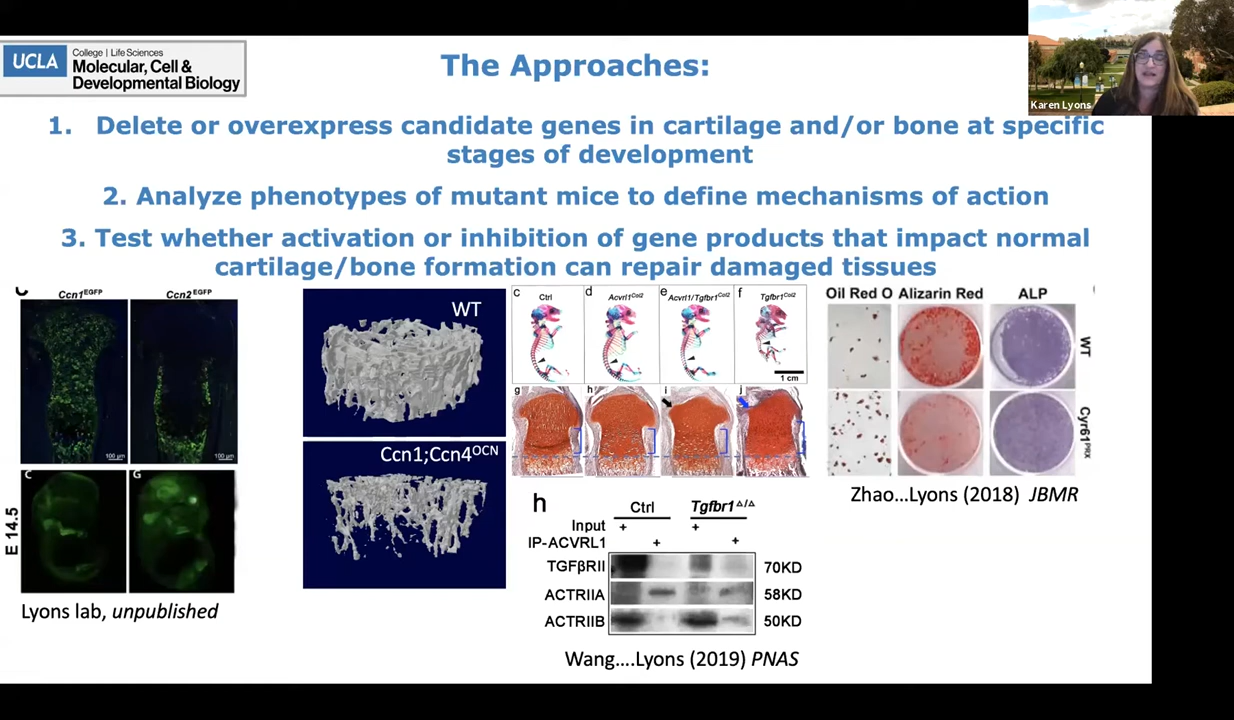 UCLA
College | Life Sciences
Molecular, Cell &
Developmental Biology
The Approaches:
Karen Lyons
1. Delete or overexpress candidate genes in cartilage and/or bone at specific
stages of development
2. Analyze phenotypes of mutant mice to define mechanisms of action
3. Test whether activation or inhibition of gene products that impact normal
cartilage/bone formation can repair damaged tissues
Ccn1EGFP Ccn2EGFP
100 µm 100 µm
C G
E 14.5
Lyons lab, unpublished
WT
Ccn1;Ccn4OCN
c Ctrl d Acvrl1Col2 e Acvrl1/Tgfbr1Col2 f Tgfbr1Col2
1 cm
g h i j
h Ctrl Tgfbr1Δ/Δ
Input + +
IP-ACVRL1 + +
TGFβRII 70KD
ACTRIIA 58KD
ACTRIIB 50KD
Wang....Lyons (2019) PNAS
Oil Red O Alizarin Red ALP
WT
Cyr61PRX
Zhao...Lyons (2018) JBMR